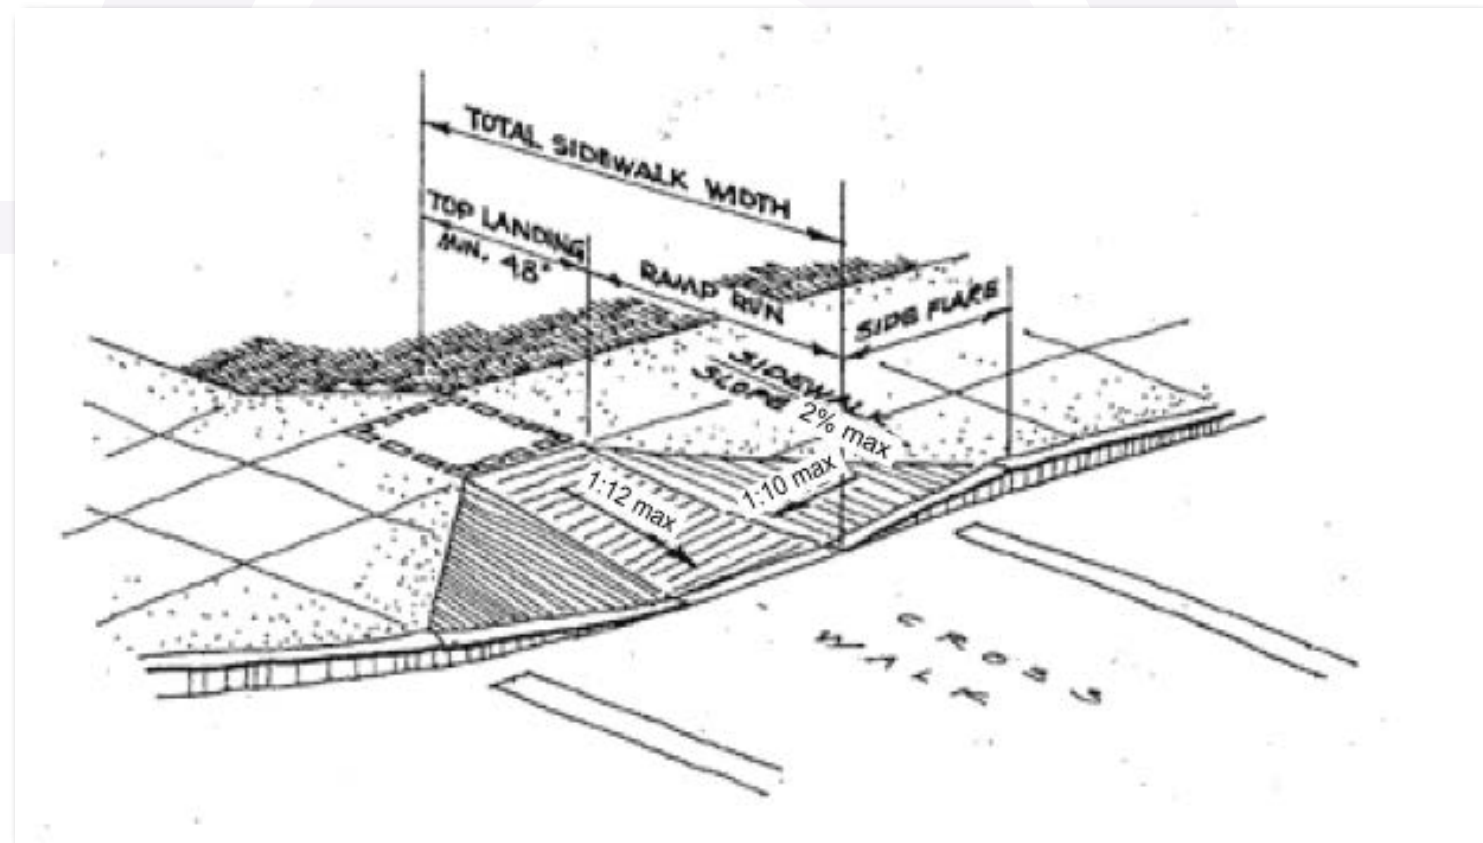 TOTAL SIDEWALK WIDTH
TOP LANDING
MIN. 48"
RAMP RUN
SIDE FLARE
SIDEWALK
SLOPE 2% max
1:10 max
1:12 max
CROSS
WALK